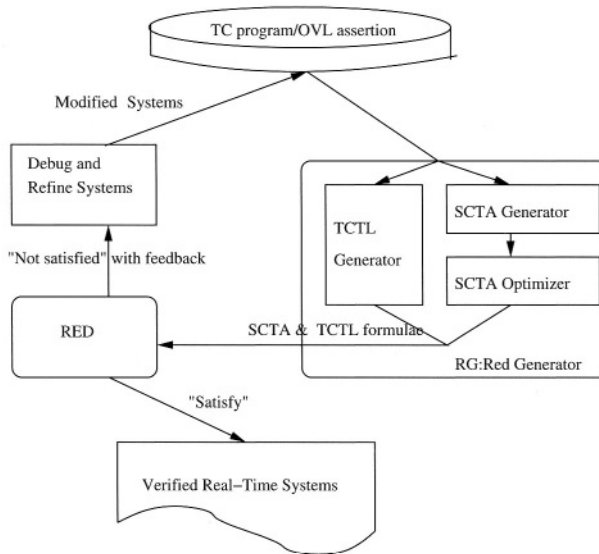 TC program/OVL assertion
Modified Systems
Debug and
Refine Systems
TCTL
Generator
SCTA Generator
SCTA Optimizer
"Not satisfied" with feedback
RED
SCTA & TCTL formulae
RG:Red Generator
"Satisfy"
Verified Real-Time Systems